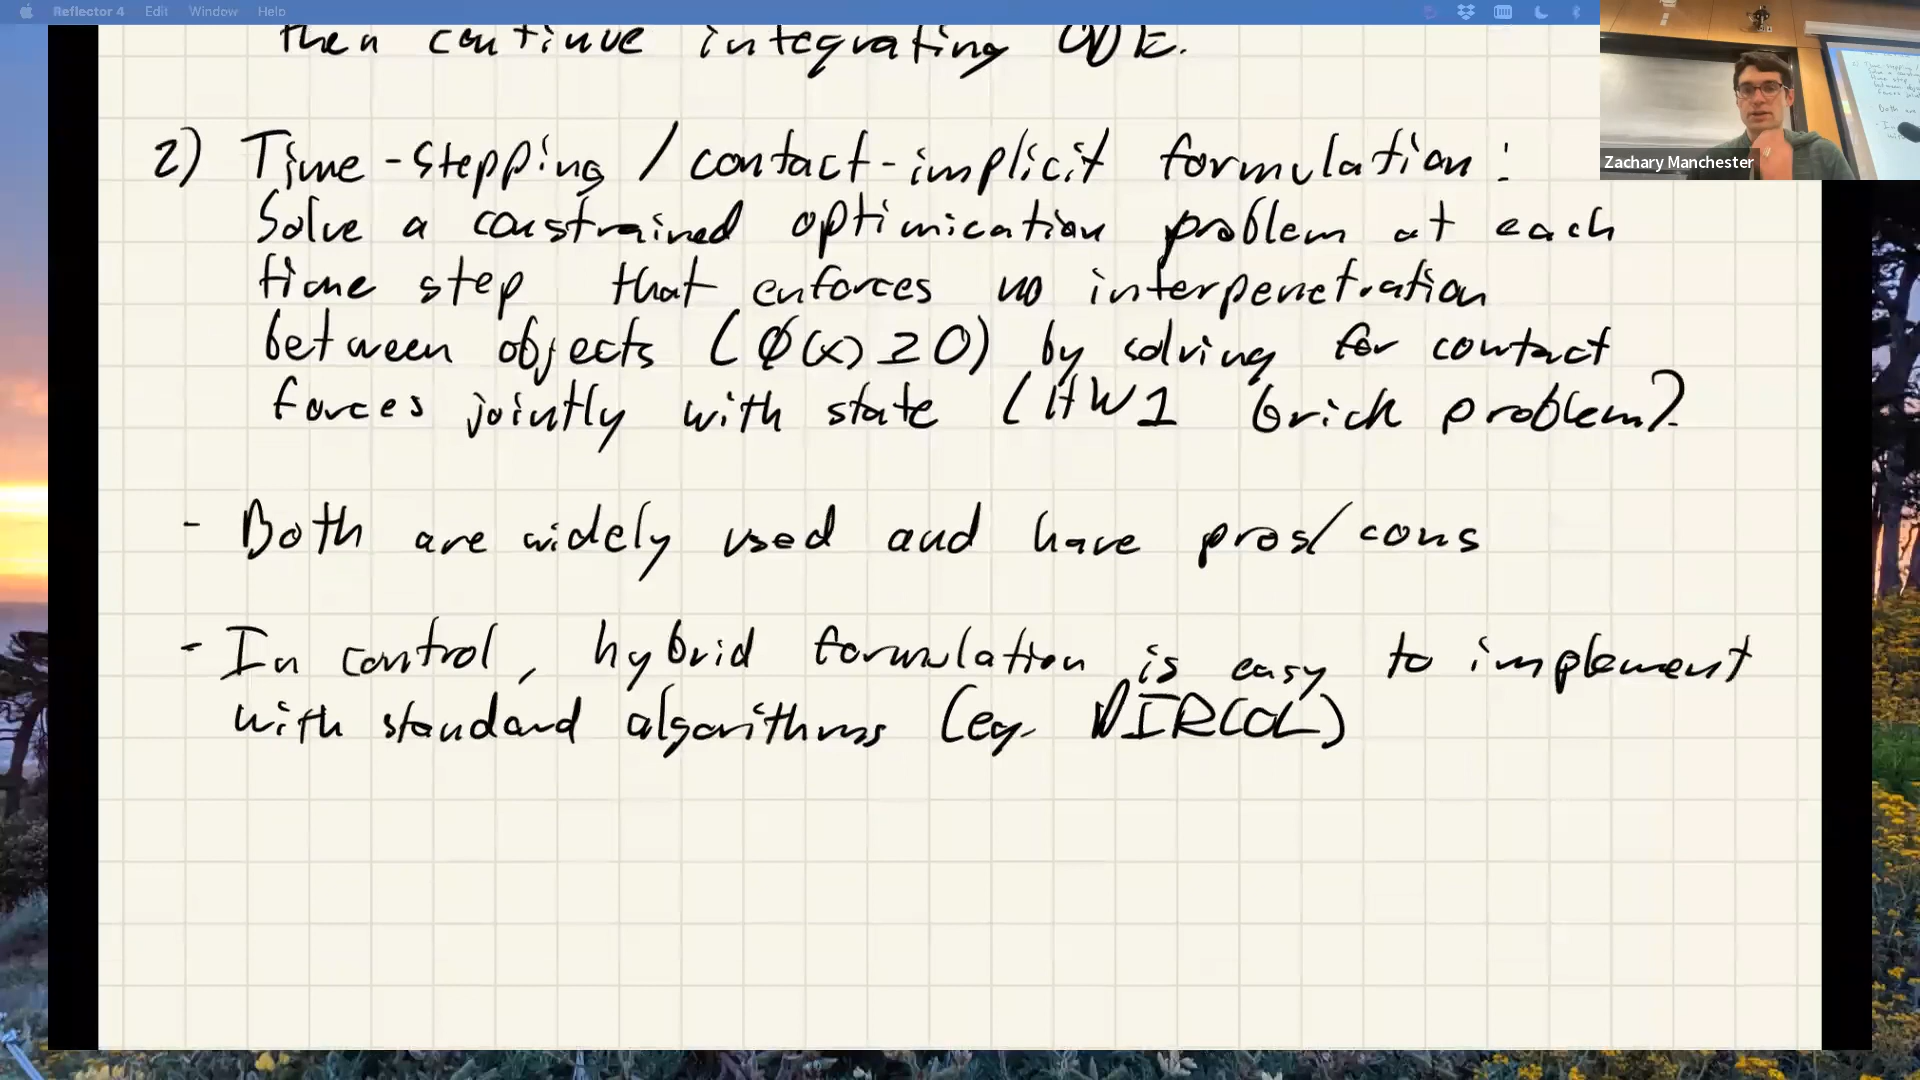 Reflector 4 Edit Window Help
then continue integrating ODE.
2) Time-stepping / contact-implicit formulation:
Solve a constrained optimization problem at each
time step that enforces no interpenetration
between objects (ϕ(x) ≥ 0) by solving for contact
forces jointly with state (HW1 brick problem).
- Both are widely used and have pros/cons
- In control, hybrid formulation is easy to implement
with standard algorithms (eg. DIRCOL)
Zachary Manchester